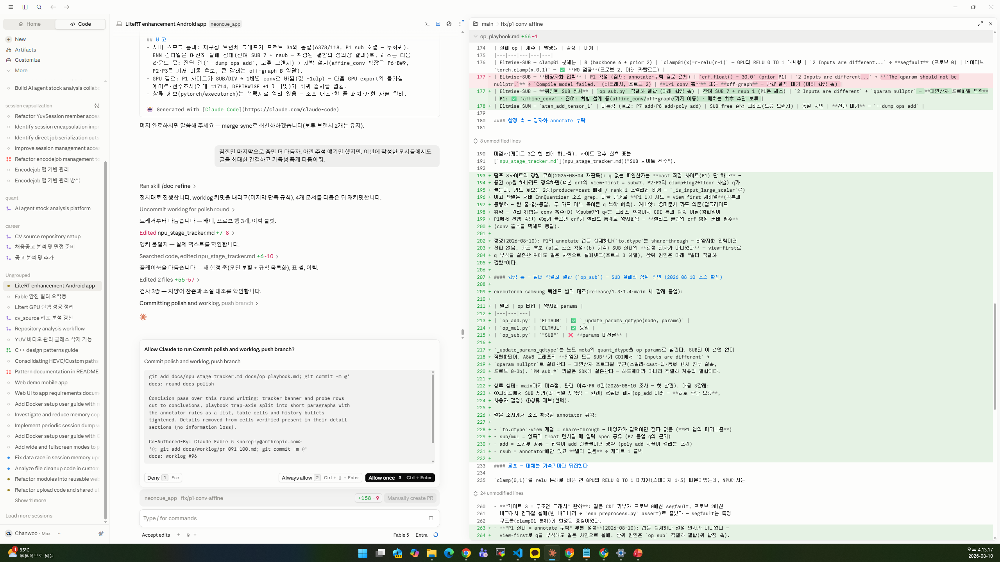 Home
Code
New
Artifacts
Customize
More
Build AI agent stock analysis collabo
session capsulization
Refactor YuvSession member acces
Identify session encapsulation impr
Identify direct job serialization outs
Improve session management acces
Refactor encodejob management to
Encodejob 맵 기반 관리
Encodejob 맵 기반 관리 방식
quant
AI agent stock analysis platform
career
CV source repository setup
채용공고 분석 및 면접 준비
공고 분석 및 추가
Ungrouped
LiteRT enhancement Android app
Fable 안전 필터 오작동
Litert GPU 실행 성공 정리
cv_source 리포 분석 갱신
Repository analysis workflow
YUV 비디오 관리 클래스 삭제 기능
C++ design patterns guide
Consolidating HEVC/Custom paths
Pattern documentation in README
Web demo mobile app
Web UI to app requirements docum
Add Docker setup user guide with r
Investigate and reduce memory cop
Implement periodic session dump w
Add Docker setup user guide with C
Add wide and fullscreen modes to p
Fix data race in session memory upd
Analyze file cleanup code in custom
Refactor modules into reusable web
Refactor upload code and shared ut
Show 11 more
Load more sessions
CL Chanwoo · Max
LiteRT enhancement Android app neoncue_app
## 비고
- 서버 스모크 통과: 재구성 브랜치 그래프가 프로브 3a와 동일(6378/118, P1 sub 소멸 — 무회귀).
ENN 컴파일은 여전히 실패 상태(잔여 SUB 7 + rsub — 확정된 결함의 정의상 결과)로, 해소는 다음
라운드 몫: 진단 런(`--dump-ops add`, 보류 브랜치) → 처방 설계(affine_conv 확장은 P6·B#9,
P2·P3은 기저 이동 후보, 큰 갈래는 off-graph B 일괄).
- GPU 경로: P1 사이트가 SUB/DIV → 1채널 conv로 바뀜(값 ~1ulp) — 다음 GPU export의 등가성
게이트·전수조사(기대 ≈1714, DEPTHWISE +1 캐비앗)가 회귀 검사를 겸함.
- 상류 제보(pytorch/executorch)는 선택지로 열려 있음 — 소스 대조·한 줄 패치·재현 사슬 완비.
Generated with [Claude Code](https://claude.com/claude-code)
머지 완료하시면 말씀해 주세요 — merge-sync로 최신화하겠습니다(보류 브랜치 2개는 유지).
잠깐만 마지막으로 좀만 더 다듬자. 아깐 주석 얘기만 했지만. 이번에 작성한 문서들에서도
글을 최대한 간결하고 가독성 좋게 다듬어줘.
Ran skill /doc-refine
절차대로 진행합니다. worklog 커밋을 내리고(마지막 단독 규칙), 4개 문서를 다듬은 뒤 재커밋합니다.
Uncommit worklog for polish round
트래커부터 다듬습니다 — 배너, 프로브 행 3개, 이력 불릿.
Edited npu_stage_tracker.md +7 -8
앵커 불일치 — 실제 텍스트를 확인합니다.
Searched code, edited npu_stage_tracker.md +6 -10
플레이북을 다듬습니다 — 새 함정 축(문단 분할 + 규칙 목록화), 표 셀, 이력.
Edited 2 files +55 -57
검사 3종 — 지양어 잔존과 소실 대조를 확인합니다.
Committing polish and worklog, push branch
Allow Claude to run Commit polish and worklog, push branch?
Commit polish and worklog, push branch
git add docs/npu_stage_tracker.md docs/op_playbook.md; git commit -m @'
docs: round docs polish
Concision pass over this round writing: tracker banner and probe rows
cut to conclusions, playbook trap-axis split into short paragraphs with
the annotator rules as a list, table cells and history bullets
tightened. Details removed from cells verified present in their detail
sections (no information loss).
Co-Authored-By: Claude Fable 5 <noreply@anthropic.com>
'@; git add docs/worklog/pr-091-100.md; git commit -m @'
docs: worklog #96
Deny 1 Esc
Always allow 2 Ctrl + ⇧ + Enter
Allow once 3 Ctrl + Enter
neoncue_app fix/p1-conv-affine +158 −9 Manually create PR
Type / for commands
Accept edits
Fable 5 Extra
main → fix/p1-conv-affine
op_playbook.md +66 −1
174 | 실패 op | 개수 | 발생원 | 증상 | 대체 |
175 |---|---|---|---|---|
176 | Eltwise-SUB — clamp01 분해분 | 8 (backbone 6 + prior 2) | `clamp01(x)=r-relu(r-1)` — GPU의 RELU_0_TO_1 대체형 | `2 Inputs are different...` → **segfault** (프로브 0) | 네이티브
`torch.clamp(x,0,1)` — ✅ **W0 검증**(프로브 2, 아래 카탈로그) |
177 - | Eltwise-SUB — **비양자화 입력** | P1 확정 (잠재: annotate-누락 경로 전체) | `crf.float() − 30.0` (prior P1) | `2 Inputs are different...` + **`The qparam should not be
nullptr.`** → `Compile model failed.` (비크래시, 프로브 2) | **1×1 conv 흡수** 또는 **off-graph** — 방향 결정 대기 (아래 함정 축) |
177 + | Eltwise-SUB — **위임된 SUB 전체** | `op_sub.py` 직렬화 결함 (아래 함정 축) | 잔여 SUB 7 + rsub 1 (P1은 해소) | `2 Inputs are different` + `qparam nullptr` — **피연산자 프로파일 무관**
| P1: ✅ `affine_conv` · 잔여: 처방 설계 중(affine_conv/off-graph/기저 이동) · 패치는 최후 수단 보류 |
178 + | Eltwise-SUM — `aten_add_tensor_1` | 미특정 (후보: P7-add·P8-add·poly add) | SUB-free 실험 그래프(보류 브랜치) | 동일 사인 | **진단 대기** — `--dump-ops add` |
179
180 #### 함정 축 — 양자화 annotate 누락
181
8 unmodified lines
190 미검사(게이트 3은 한 번에 하나씩). 사이트 전수 실측 표는
191 [`npu_stage_tracker.md`](npu_stage_tracker.md)("SUB 사이트 전수").
192
193 + 덤프 8사이트의 경험 규칙(2026-08-04 재판독): q 없는 피연산자는 **cast 직결 사이트(P1) 단 하나** —
194 + 중간 op을 하나라도 경유하면(백본 crf의 view-first = sub#7, P2·P3의 clamp→log2→floor 사슬) q가
195 + 붙는다. 가드 후보는 2종(producer=cast 배제 / rank-1 스칼라형 배제 — `_is_input_large_scalar`류)
196 + 이고 판별은 서버 EnnQuantizer 소스 grep. 이를 근거로 **P1 1차 시도 = view-first 재배열**(백본과
197 + 동형화 — 한 줄·값-동일, 두 가드 어느 쪽이든 q 부착 예측). 캐비앗: ①미문서 가드 의존(업그레이드
198 + 취약 — 원리 해법은 conv 흡수·D) ②sub#7의 q✓는 그래프 측정이지 CDI 통과 실증 아님(컴파일이
199 + P1에서 선행 중단) ③q가 붙으면 crf가 캘리브 통계로 양자화됨 — **캘리브 클립의 crf 범위 커버 필수**
200 + (conv 흡수를 택해도 동일).
201 +
202 + 정정(2026-08-10): P1의 annotate 갭은 실재하나(`to.dtype`는 share-through — 비양자화 입력이면
203 + 전파 없음, 가드 후보 (a)로 소스 확정·(b) 기각) SUB 실패의 **결정 인자가 아니었다** — view-first로
204 + q 부착을 실증한 뒤에도 같은 사인으로 실패했고(프로브 3 계열), 상위 원인은 아래 "빌더 직렬화
205 + 결함"이다.
206 +
207 + #### 함정 축 — 빌더 직렬화 결함 (`op_sub`) — SUB 실패의 상위 원인 (2026-08-10 소스 확정)
208 +
209 + executorch samsung 백엔드 빌더 대조(release/1.3·1.4·main 세 갈래 동일):
210 +
211 + | 빌더 | op 타입 | 양자화 params |
212 + |---|---|---|
213 + | `op_add.py` | `ELTSUM` | ✅ `_update_params_qdtype(node, params)` |
214 + | `op_mul.py` | `ELTMUL` | ✅ 동일 |
215 + | `op_sub.py` | `"SUB"` | ❌ **params 미전달** |
216 +
217 + `_update_params_qdtype`는 노드 meta의 quant_dtype을 op params로 넘긴다. SUB만 이 선언 없이
218 + 직렬화되어, A8W8 그래프의 **위임된 모든 SUB**가 CDI에서 `2 Inputs are different` →
219 + `qparam nullptr`로 실패한다 — 피연산자 프로파일 무관(스칼라·cast-갭·동형 텐서 전부 실측,
220 + 프로브 0~3b). `PM_sub_*` 커널은 SDK에 실존한다 — 하드웨어가 아니라 직렬화 계층의 결함이다.
221 +
222 + 상류 상태: main까지 미수정, 관련 이슈·PR 0건(2026-08-10 조사 — 첫 발견). 대응 3갈래:
223 + ①그래프에서 SUB 제거(값-동일 재작성 — 현행) ②빌더 패치(op_add 미러 — **최후 수단 보류**,
224 + 사용자 결정) ③상류 제보(선택).
225 +
226 + 같은 조사에서 소스 확정된 annotator 규칙:
227 +
228 + - `to.dtype`·view 계열 = share-through — 비양자화 입력이면 전파 없음 (**P1 갭의 메커니즘**)
229 + - sub/mul = 양쪽이 float 텐서일 때 입력 spec 공유 (P7 동일 q의 근거)
230 + - add = 조건부 공유 — 입력이 add 산출물이면 생략 (poly add 사슬이 걸리는 조건)
231 + - rsub = annotator에만 있고 **빌더 없음** → 게이트 1 폴백
232 +
233 #### 교훈 — 대체는 가속기마다 뒤집힌다
234
235 `clamp(0,1)`을 relu 분해로 바꾼 건 GPU의 RELU_0_TO_1 미지원(스테이지 1·5) 때문이었는데, NPU에서는
24 unmodified lines
260 - **"게이트 3 = 무조건 크래시" 완화**: 같은 CDI 거부가 프로브 0에선 segfault, 프로브 2에선
261 비크래시 컴파일 실패(빈 바이너리 → `enn_preprocess.py` assert)로 끝났다 — segfault는 특정
262 구조물(clamp01 분해)에 한정된 증상이었다.
263 + - **"P1 실패 = annotate 누락" 부분 정정**(2026-08-10): 갭은 실재하나 결정 인자가 아니었다 —
264 + view-first로 q를 부착해도 같은 사인으로 실패. 상위 원인은 `op_sub` 직렬화 결함(위 함정 축).
1
35°C
부분적으로 맑음
PRE
오후 4:13:17
2026-08-10